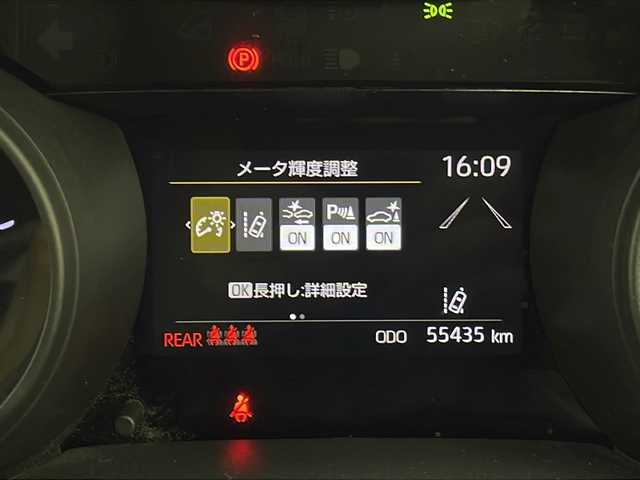 メータ輝度調整 16:09
P
ON ON ON
OK長押し:詳細設定
REAR ODO 55435 km